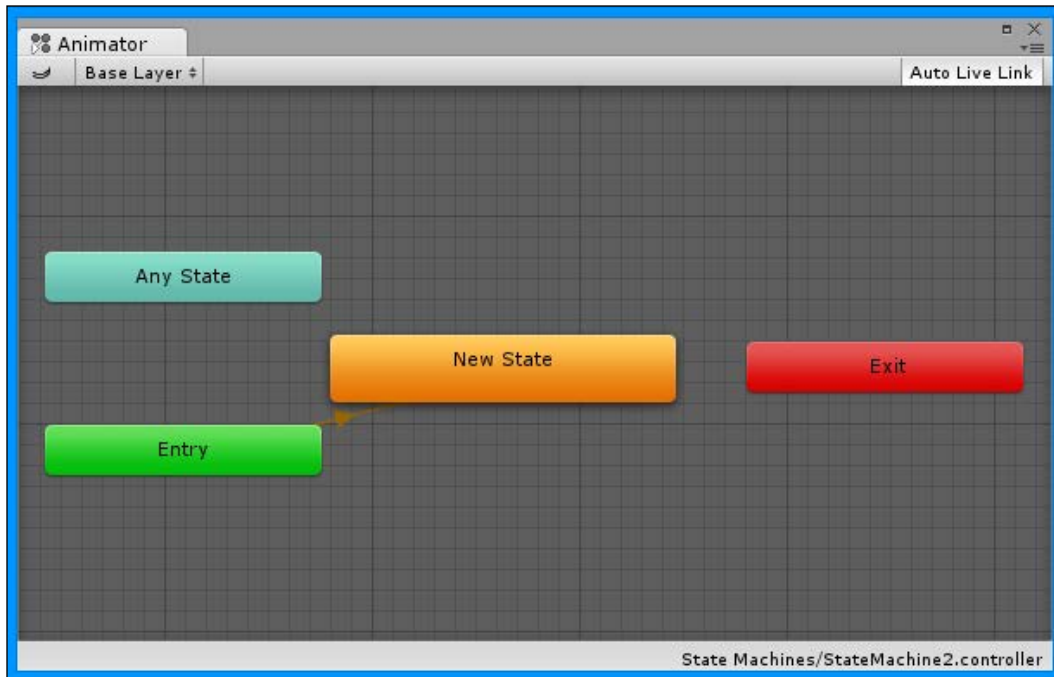 Animator
Base Layer
Auto Live Link
Any State
New State
Exit
Entry
State Machines/StateMachine2.controller